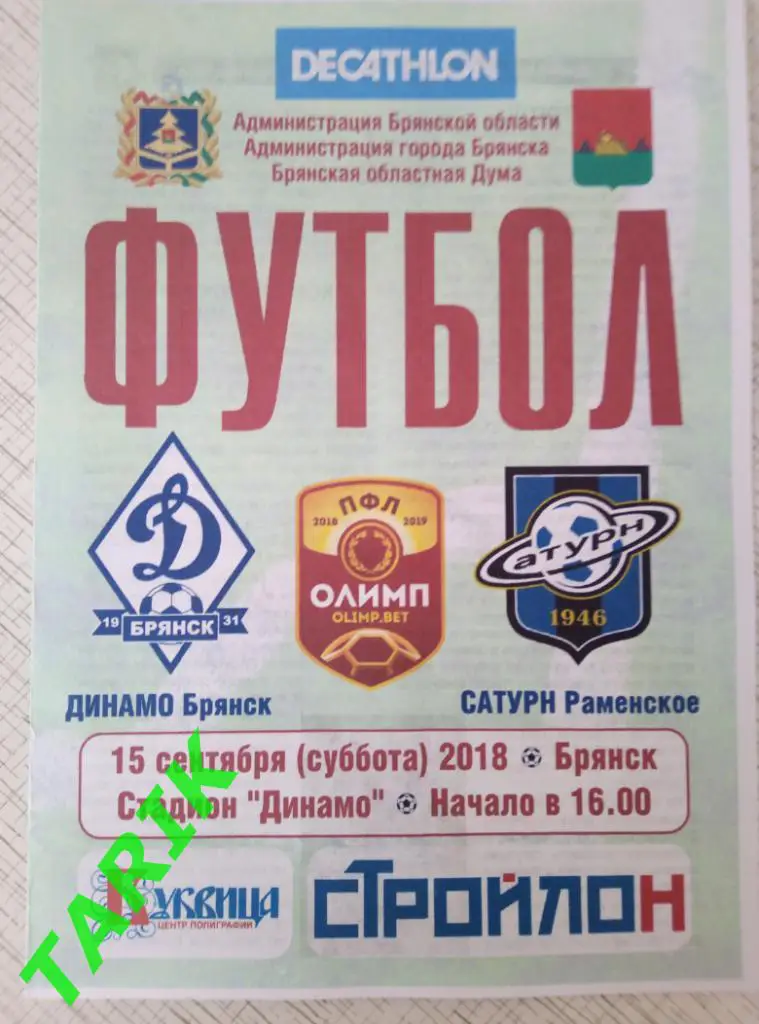 DECATHLON
Администрация Брянской области
Администрация города Брянска
Брянская областная Дума
ФУТБОЛ
Д
19 БРЯНСК 31
ПФЛ
2018 2019
ОЛИМП
OLIMP.BET
Сатурн
1946
ДИНАМО Брянск
САТУРН Раменское
15 сентября (суббота) 2018 Брянск
Стадион "Динамо" Начало в 16.00
Буквица
ЦЕНТР ПОЛИГРАФИИ
СТРОЙЛОН
TARIK